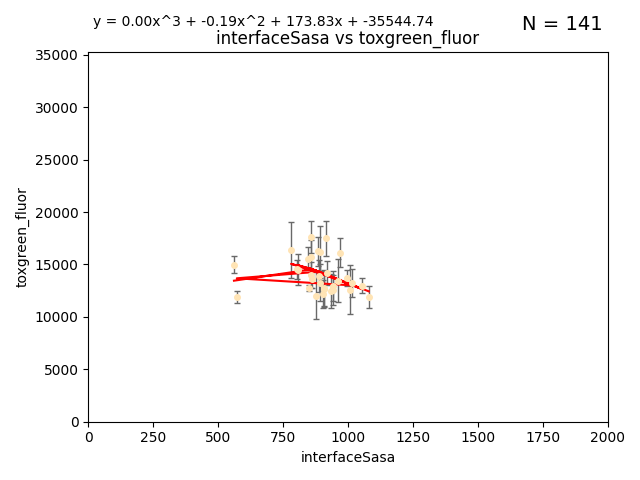 y = 0.00x^3 + -0.19x^2 + 173.83x + -35544.74
N = 141
interfaceSasa vs toxgreen_fluor
35000
30000
25000
20000
15000
10000
5000
0
toxgreen_fluor
0 250 500 750 1000 1250 1500 1750 2000
interfaceSasa